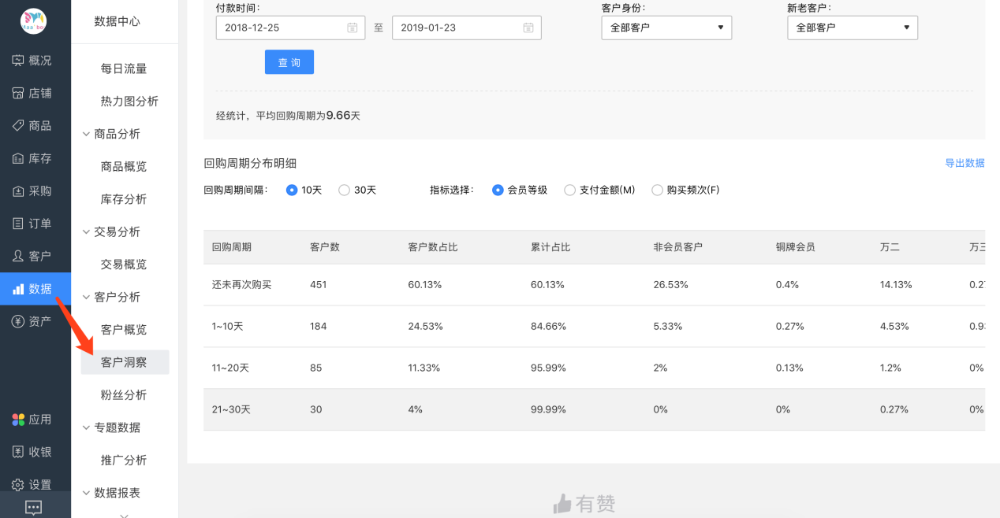 Maa bo
概况
店铺
商品
库存
采购
订单
客户
数据
资产
应用
收银
设置
数据中心
每日流量
热力图分析
商品分析
商品概览
库存分析
交易分析
交易概览
客户分析
客户概览
客户洞察
粉丝分析
专题数据
推广分析
数据报表
付款时间： 客户身份： 新老客户：
2018-12-25 至 2019-01-23 全部客户 全部客户
查 询
经统计，平均回购周期为9.66天
回购周期分布明细 导出数据
回购周期间隔： 10天 30天 指标选择： 会员等级 支付金额(M) 购买频次(F)
回购周期 客户数 客户数占比 累计占比 非会员客户 铜牌会员 万二 万三
还未再次购买 451 60.13% 60.13% 26.53% 0.4% 14.13% 0.27
1~10天 184 24.53% 84.66% 5.33% 0.27% 4.53% 0.93
11~20天 85 11.33% 95.99% 2% 0.13% 1.2% 0%
21~30天 30 4% 99.99% 0% 0% 0.27% 0%
有赞